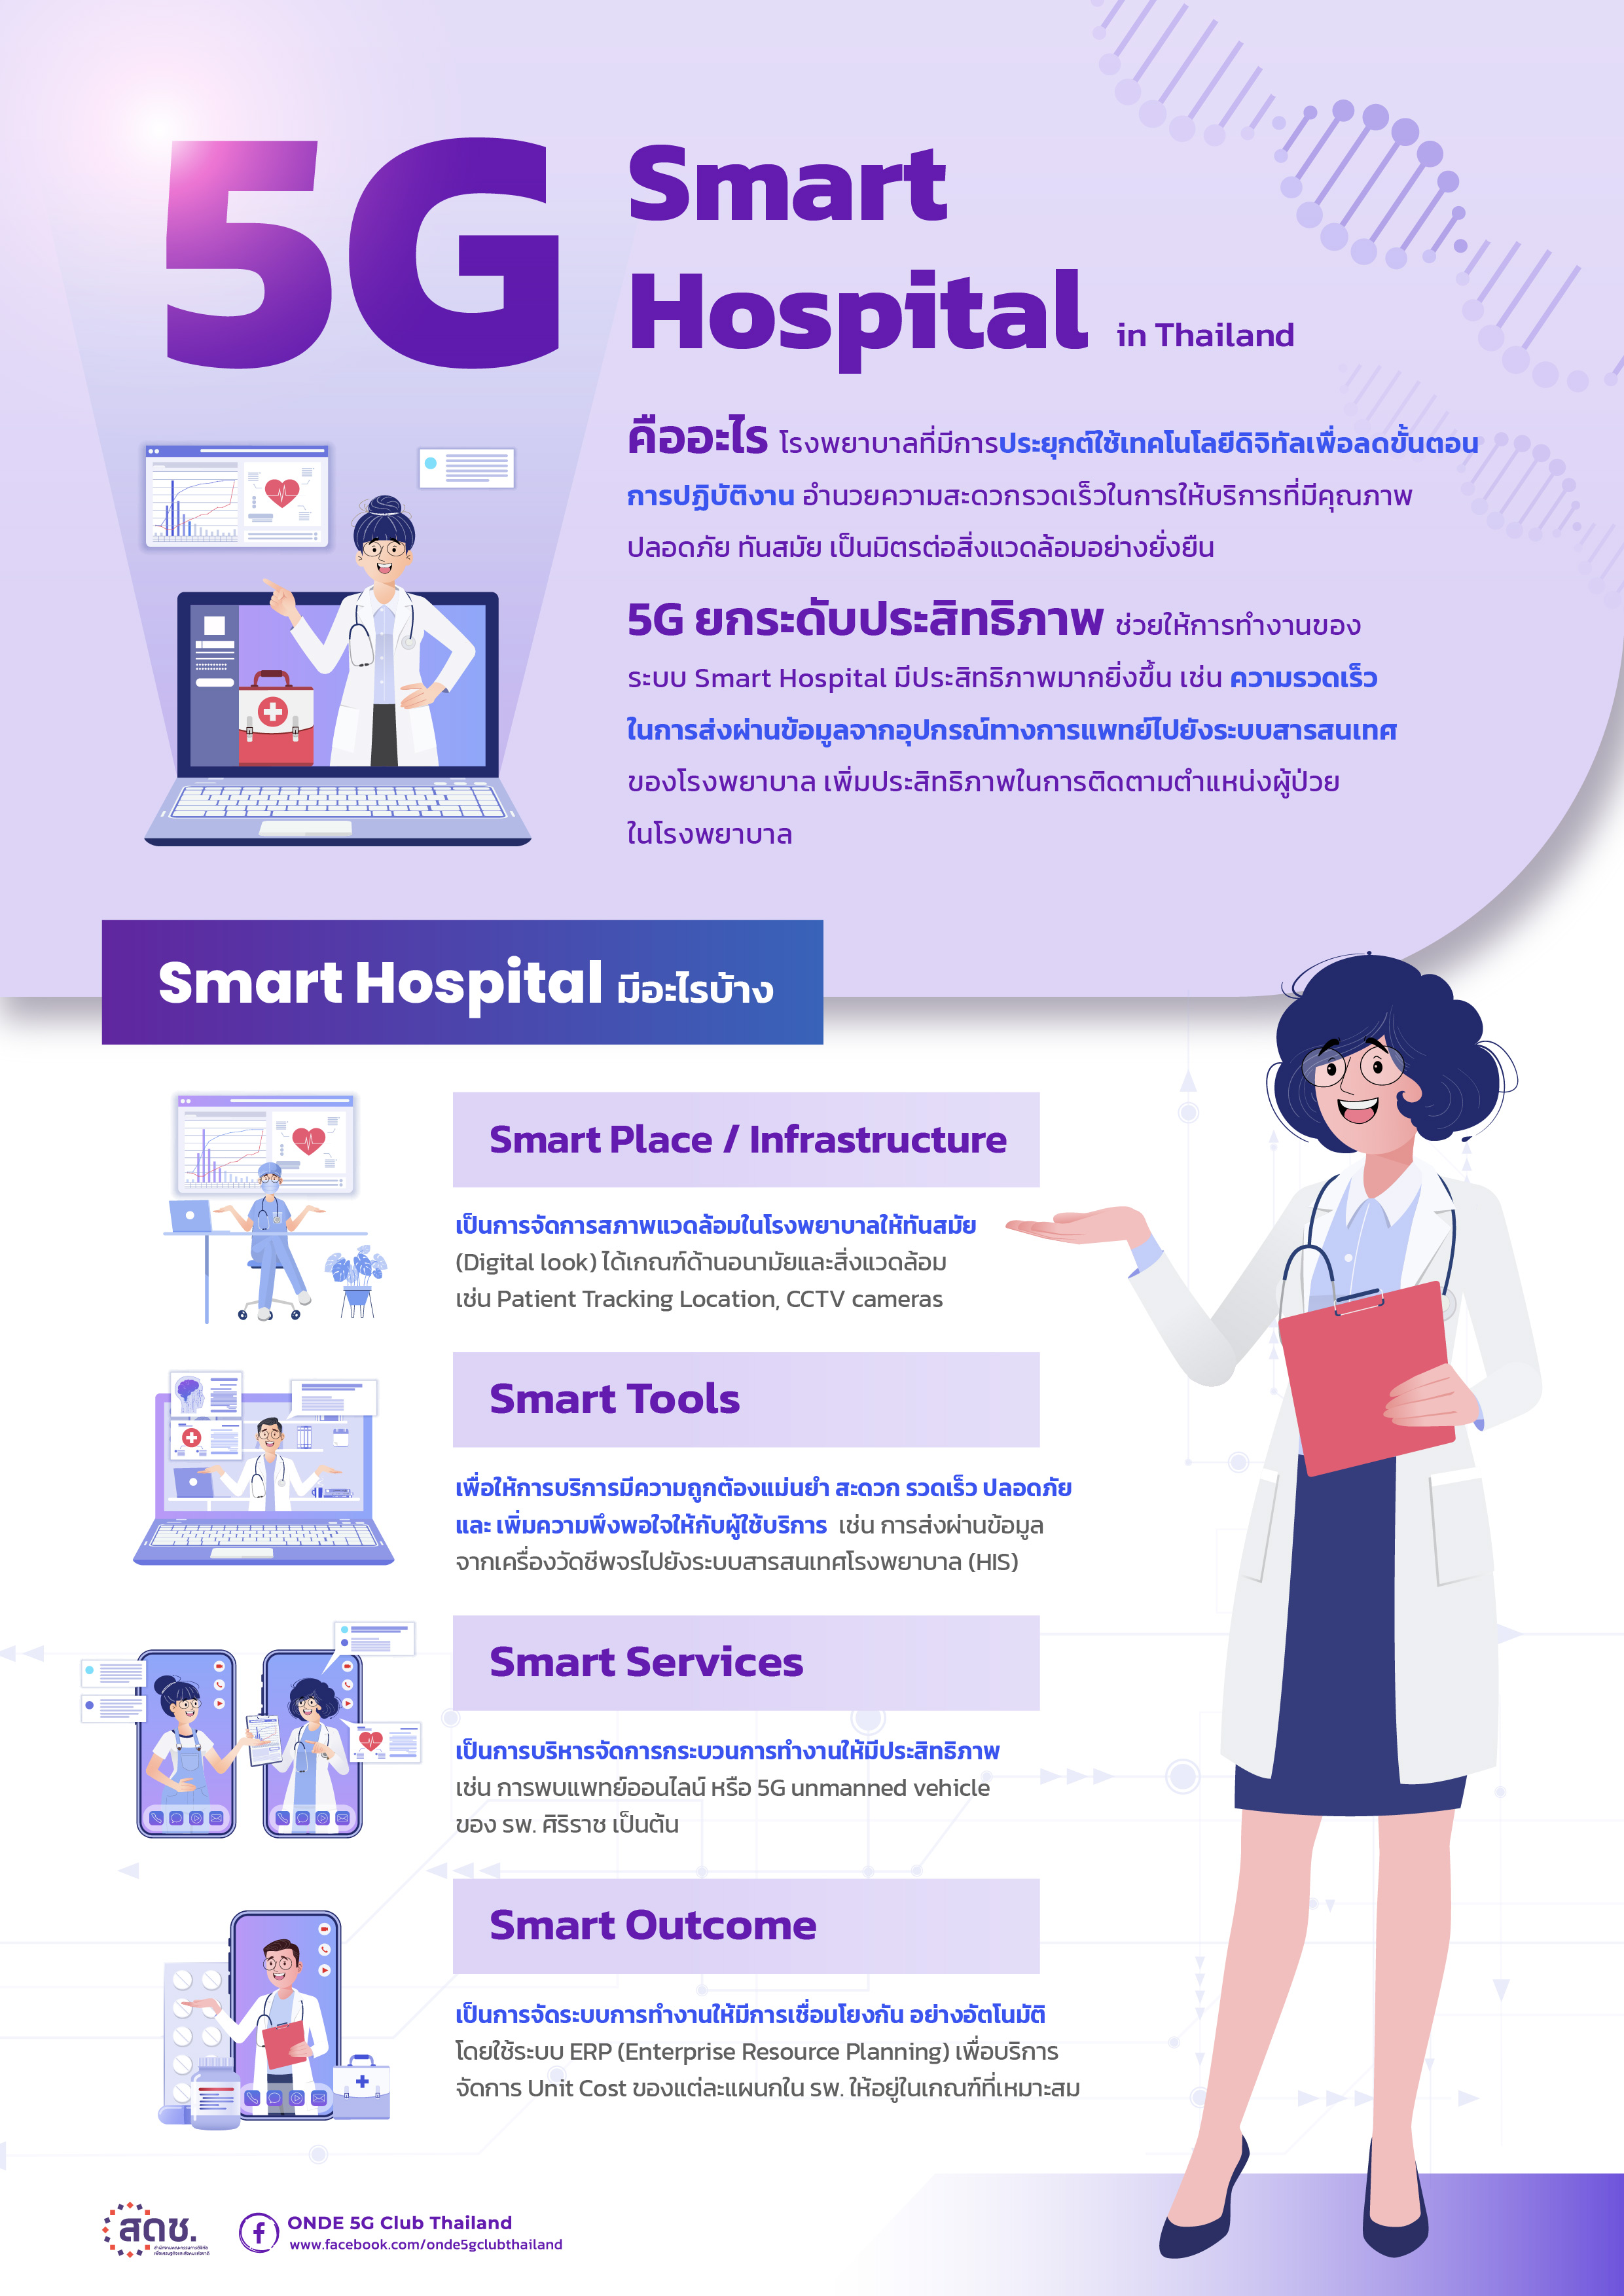 5G Smart
Hospital in Thailand
คืออะไร โรงพยาบาลที่มีการประยุกต์ใช้เทคโนโลยีดิจิทัลเพื่อลดขั้นตอน
การปฏิบัติงาน อำนวยความสะดวกรวดเร็วในการให้บริการที่มีคุณภาพ
ปลอดภัย ทันสมัย เป็นมิตรต่อสิ่งแวดล้อมอย่างยั่งยืน
5G ยกระดับประสิทธิภาพ ช่วยให้การทำงานของ
ระบบ Smart Hospital มีประสิทธิภาพมากยิ่งขึ้น เช่น ความรวดเร็ว
ในการส่งผ่านข้อมูลจากอุปกรณ์ทางการแพทย์ไปยังระบบสารสนเทศ
ของโรงพยาบาล เพิ่มประสิทธิภาพในการติดตามตำแหน่งผู้ป่วย
ในโรงพยาบาล
Smart Hospital มีอะไรบ้าง
Smart Place / Infrastructure
เป็นการจัดการสภาพแวดล้อมในโรงพยาบาลให้ทันสมัย
(Digital look) ได้เกณฑ์ด้านอนามัยและสิ่งแวดล้อม
เช่น Patient Tracking Location, CCTV cameras
Smart Tools
เพื่อให้การบริการมีความถูกต้องแม่นยำ สะดวก รวดเร็ว ปลอดภัย
และ เพิ่มความพึงพอใจให้กับผู้ใช้บริการ เช่น การส่งผ่านข้อมูล
จากเครื่องวัดชีพจรไปยังระบบสารสนเทศโรงพยาบาล (HIS)
Smart Services
เป็นการบริหารจัดการกระบวนการทำงานให้มีประสิทธิภาพ
เช่น การพบแพทย์ออนไลน์ หรือ 5G unmanned vehicle
ของ รพ. ศิริราช เป็นต้น
Smart Outcome
เป็นการจัดระบบการทำงานให้มีการเชื่อมโยงกัน อย่างอัตโนมัติ
โดยใช้ระบบ ERP (Enterprise Resource Planning) เพื่อบริการ
จัดการ Unit Cost ของแต่ละแผนกใน รพ. ให้อยู่ในเกณฑ์ที่เหมาะสม
สดช.
ONDE 5G Club Thailand
www.facebook.com/onde5gclubthailand